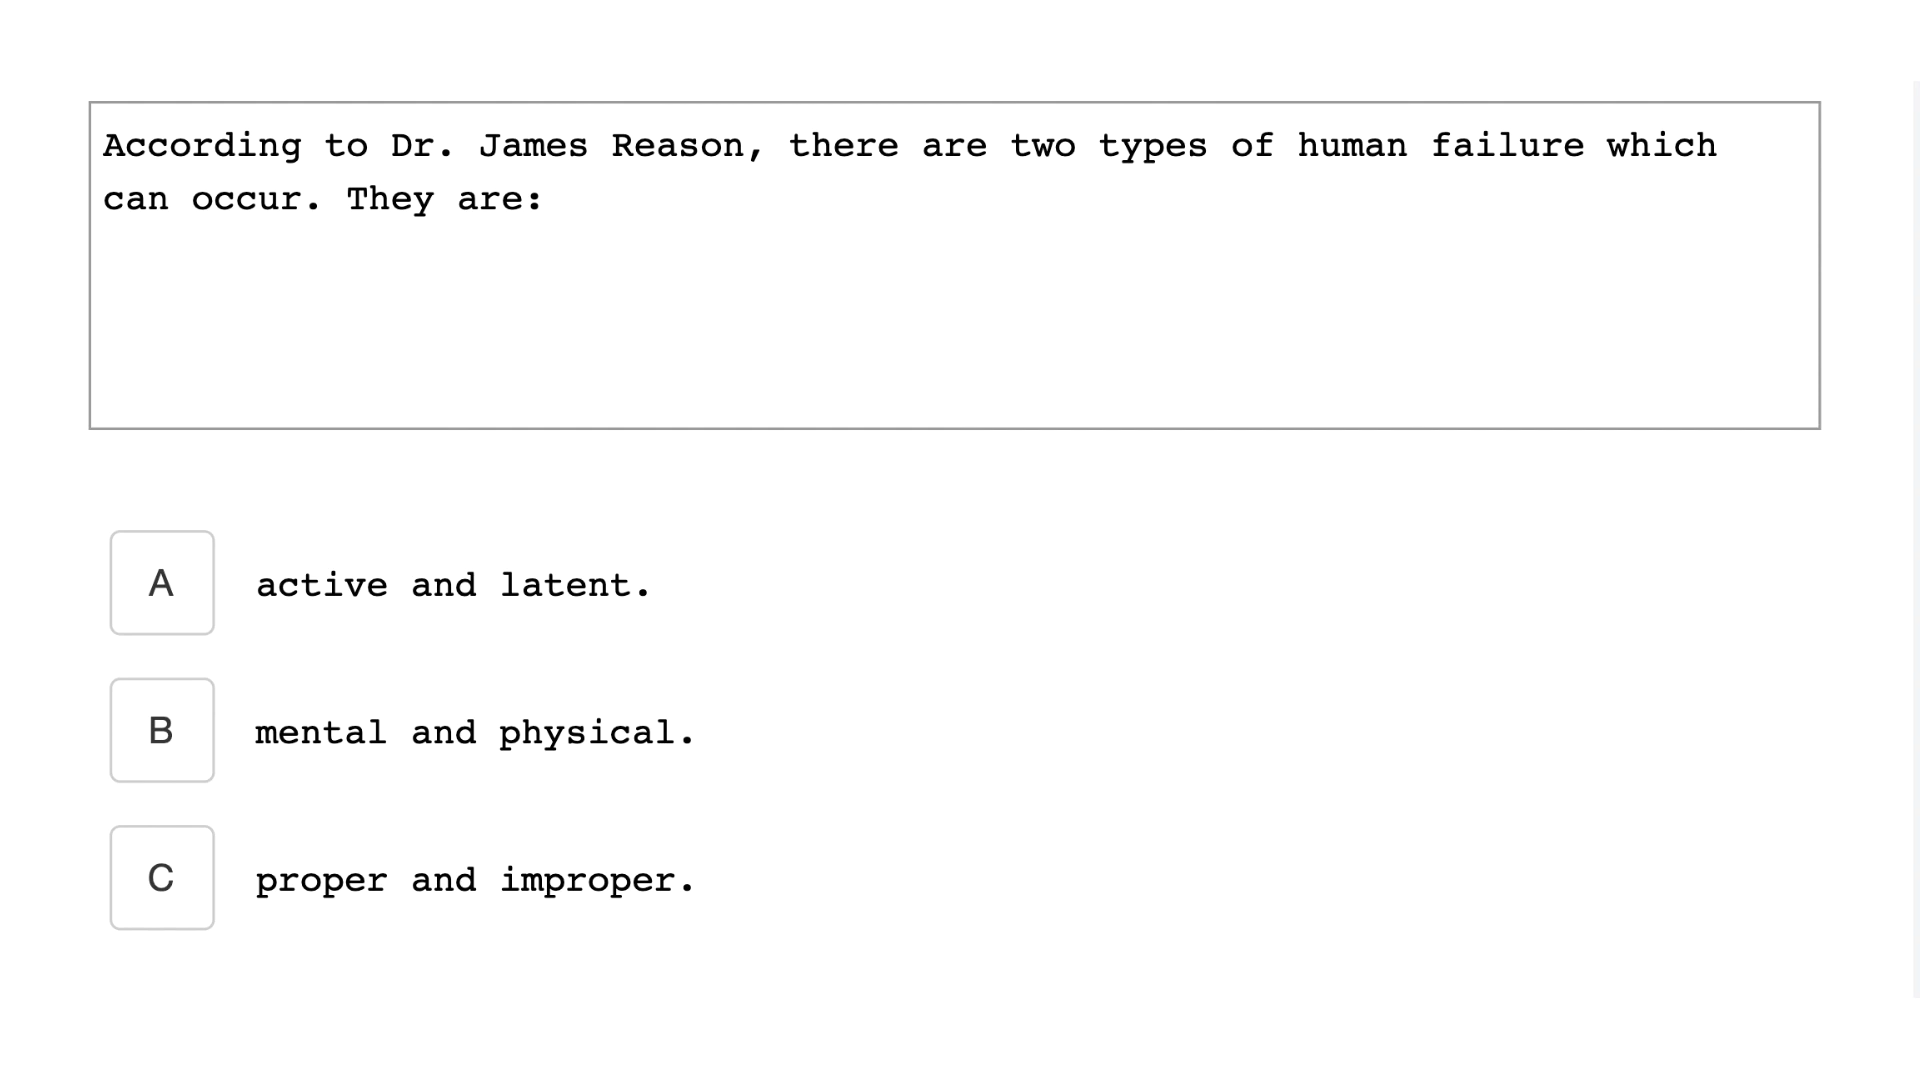 According to Dr. James Reason, there are two types of human failure which
can occur. They are:
A active and latent.
B mental and physical.
C proper and improper.